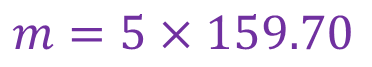 m = 5 × 159.70